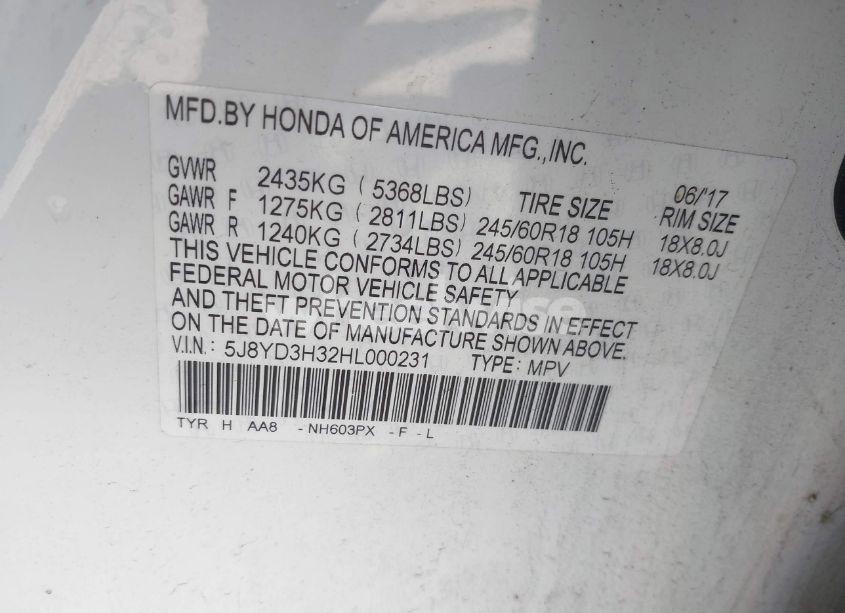 MFD.BY HONDA OF AMERICA MFG.,INC.
06/'17
GVWR 2435KG ( 5368LBS) TIRE SIZE RIM SIZE
GAWR F 1275KG ( 2811LBS) 245/60R18 105H 18X8.0J
GAWR R 1240KG ( 2734LBS) 245/60R18 105H 18X8.0J
THIS VEHICLE CONFORMS TO ALL APPLICABLE
FEDERAL MOTOR VEHICLE SAFETY
AND THEFT PREVENTION STANDARDS IN EFFECT
ON THE DATE OF MANUFACTURE SHOWN ABOVE.
V.I.N.: 5J8YD3H32HL000231 TYPE: MPV
TYR H AA8 -NH603PX -F -L